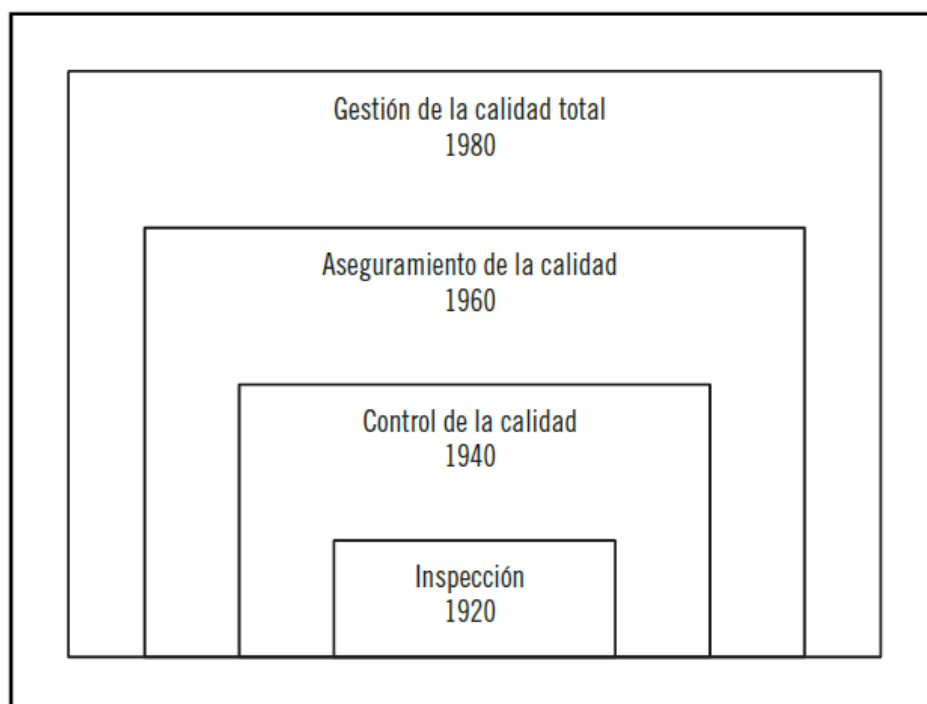 Gestión de la calidad total
1980
Aseguramiento de la calidad
1960
Control de la calidad
1940
Inspección
1920